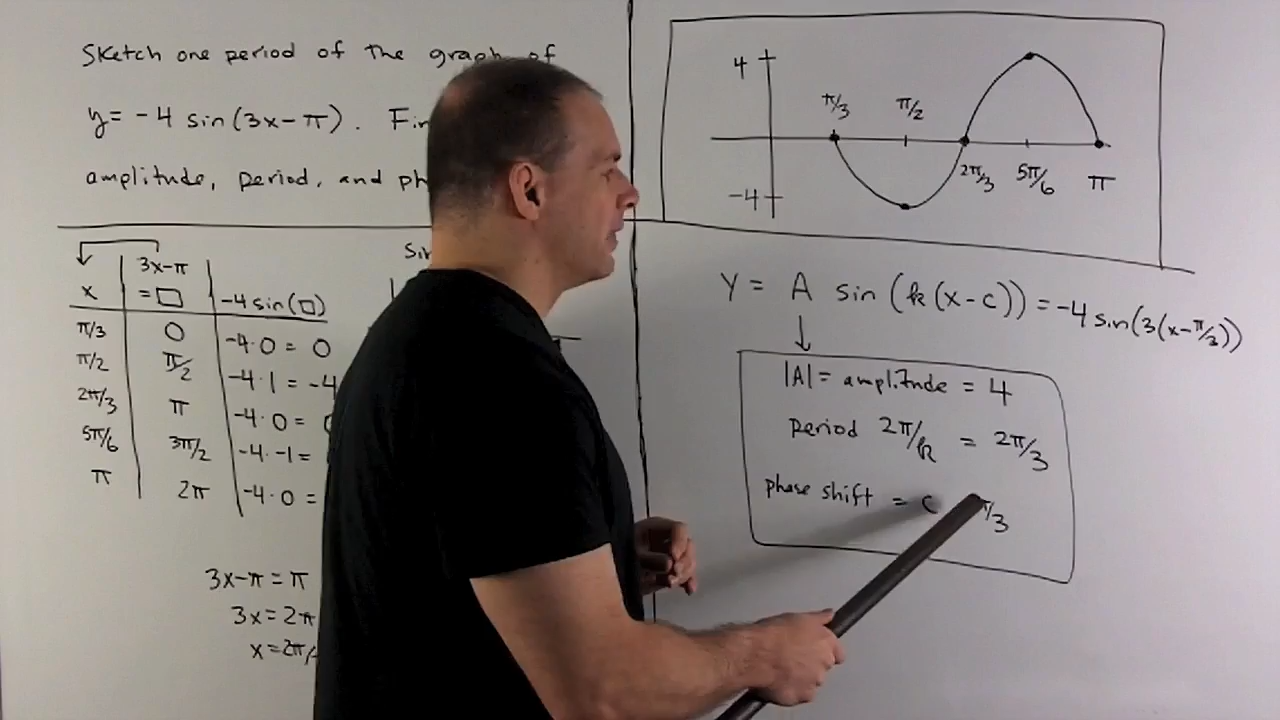 Sketch one period of the graph of
y = -4 sin(3x-π).
amplitude, period, and
3x-π
x =□ -4 sin(□)
π/3 0 -4·0 = 0
π/2 π/2 -4·1 = -4
2π/3 π -4·0 =
5π/6 3π/2 -4·-1 =
π 2π -4·0 =
3x-π = π
3x = 2π
x = 2π/
4
π/3 π/2
2π/3 5π/6 π
-4
Y = A sin(k(x-c)) = -4 sin(3(x-π/3))
|A| = amplitude = 4
Period 2π/k = 2π/3
phase shift = c π/3